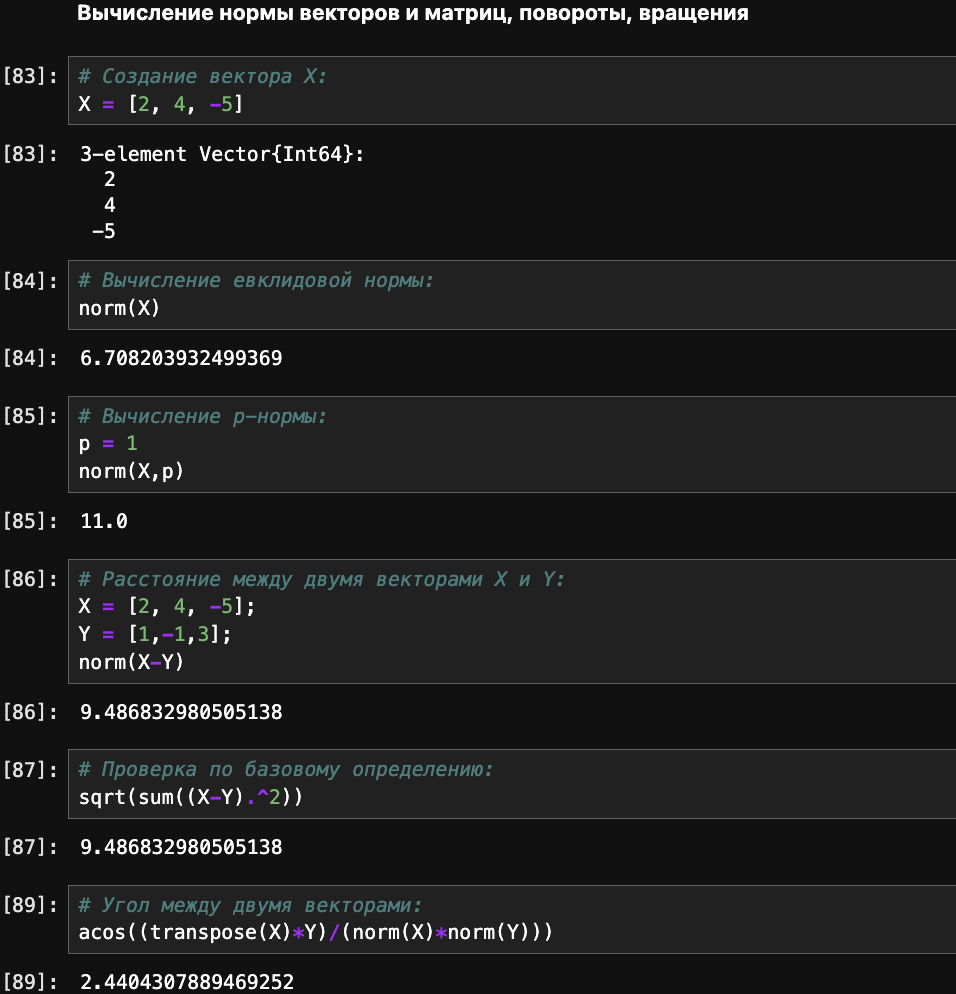 Вычисление нормы векторов и матриц, повороты, вращения
[83]: # Создание вектора X:
X = [2, 4, -5]
[83]: 3-element Vector{Int64}:
2
4
-5
[84]: # Вычисление евклидовой нормы:
norm(X)
[84]: 6.708203932499369
[85]: # Вычисление p-нормы:
p = 1
norm(X,p)
[85]: 11.0
[86]: # Расстояние между двумя векторами X и Y:
X = [2, 4, -5];
Y = [1,-1,3];
norm(X-Y)
[86]: 9.486832980505138
[87]: # Проверка по базовому определению:
sqrt(sum((X-Y).^2))
[87]: 9.486832980505138
[89]: # Угол между двумя векторами:
acos((transpose(X)*Y)/(norm(X)*norm(Y)))
[89]: 2.4404307889469252